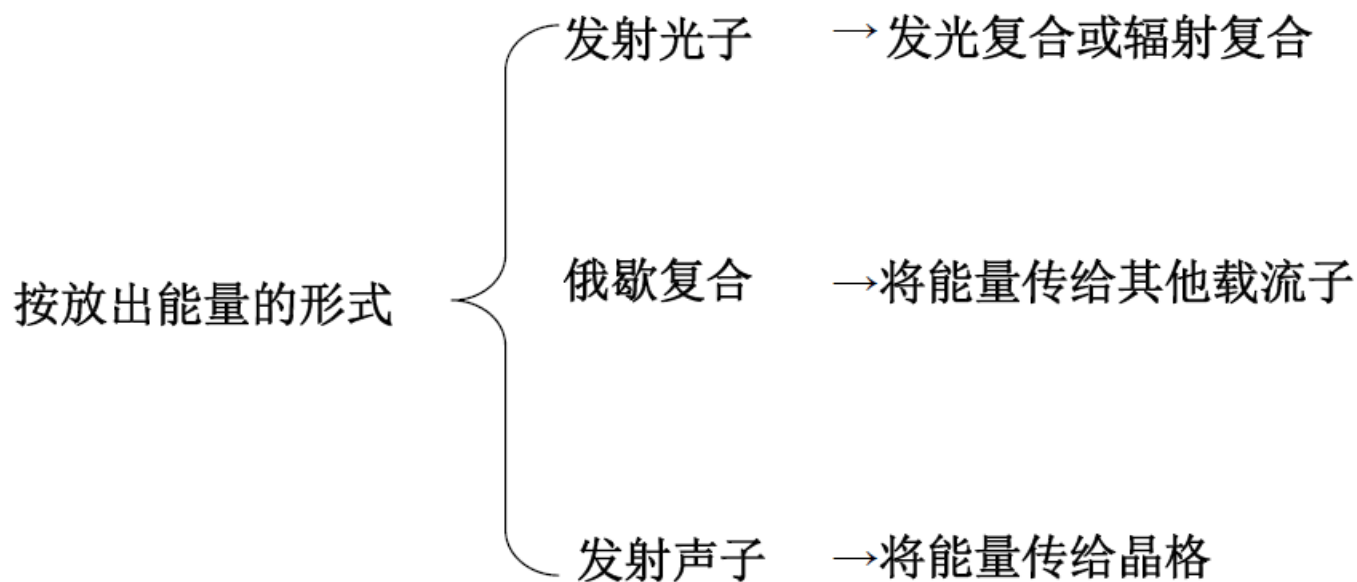 发射光子 →发光复合或辐射复合
按放出能量的形式
俄歇复合 →将能量传给其他载流子
发射声子 →将能量传给晶格